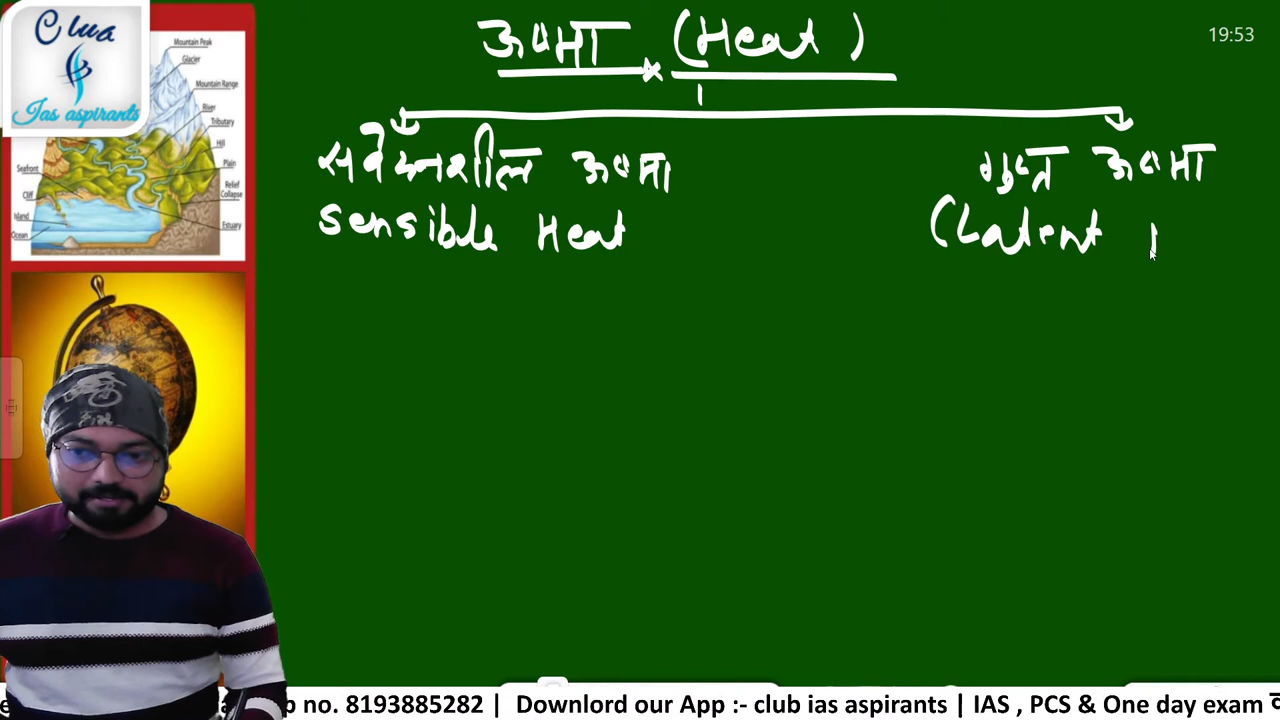 Clua
Ias aspirants
Mountain Peak
Glacier
Mountain Range
River
Tributary
Hill
Plain
Seafront
Relief
Collapse
Cliff
Island
Ocean
Estuary
19:53
ऊष्मा (Heat)
संवेदनशील ऊष्मा
Sensible Heat
गुप्त ऊष्मा
(Latent
no. 8193885282 | Downlord our App :- club ias aspirants | IAS , PCS & One day exam